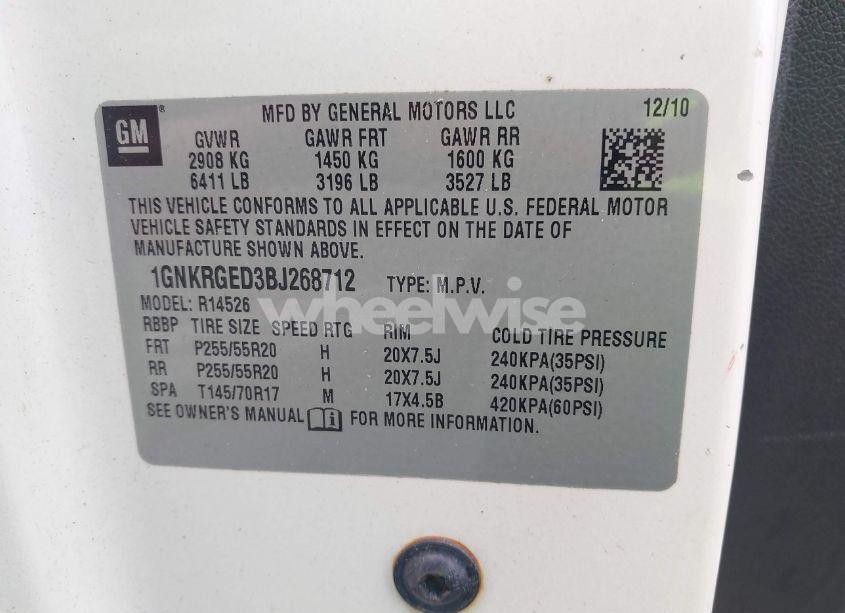 MFD BY GENERAL MOTORS LLC 12/10
GM
GVWR GAWR FRT GAWR RR
2908 KG 1450 KG 1600 KG
6411 LB 3196 LB 3527 LB
THIS VEHICLE CONFORMS TO ALL APPLICABLE U.S. FEDERAL MOTOR
VEHICLE SAFETY STANDARDS IN EFFECT ON THE DATE OF
MANUFACTURE SHOWN ABOVE.
1GNKRGED3BJ268712 TYPE: M.P.V.
MODEL: R14526
wheelwise
RBBP TIRE SIZE SPEED RTG RIM COLD TIRE PRESSURE
FRT P255/55R20 H 20X7.5J 240KPA(35PSI)
RR P255/55R20 H 20X7.5J 240KPA(35PSI)
SPA T145/70R17 M 17X4.5B 420KPA(60PSI)
SEE OWNER'S MANUAL FOR MORE INFORMATION.